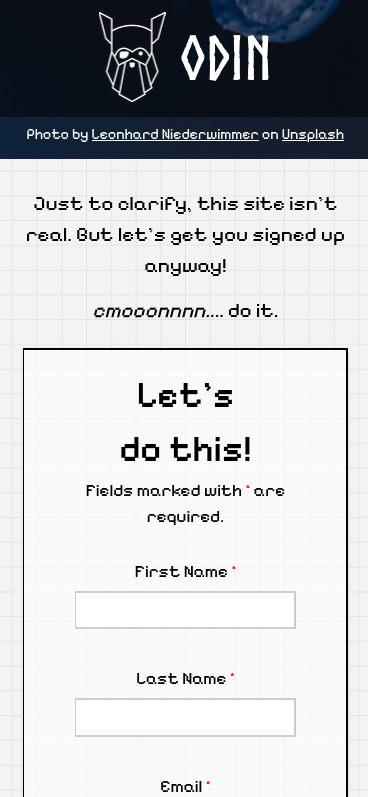 ODIN
Photo by Leonhard Niederwimmer on Unsplash
Just to clarify, this site isn't
real. But let's get you signed up
anyway!
cmooonnnn.... do it.
Let's
do this!
Fields marked with * are
required.
First Name *
Last Name *
Email *